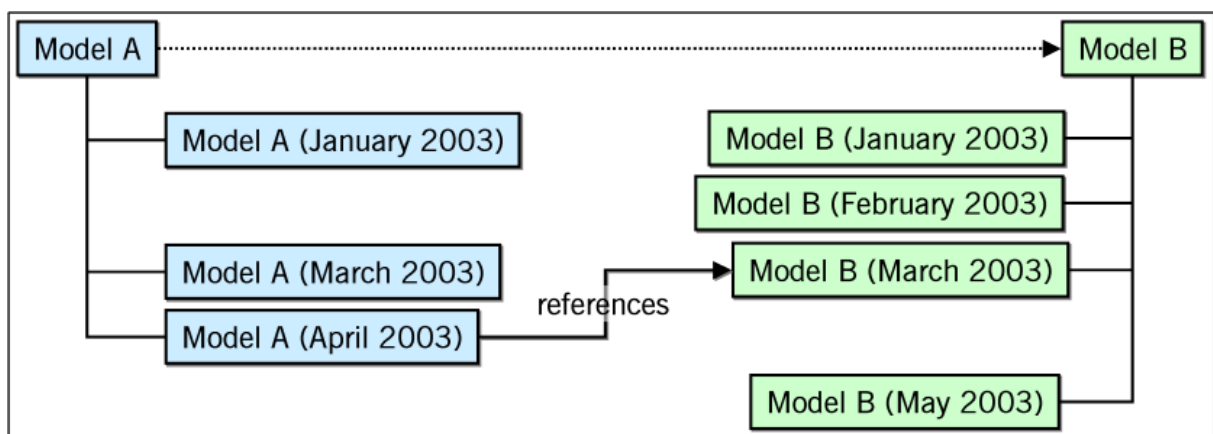 Model A
Model B
Model A (January 2003)
Model B (January 2003)
Model B (February 2003)
Model A (March 2003)
Model B (March 2003)
references
Model A (April 2003)
Model B (May 2003)